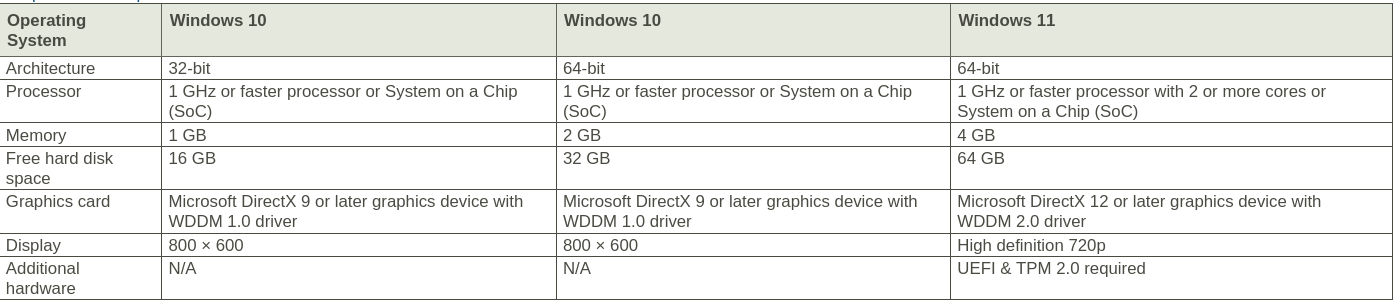 Operating System | Windows 10 | Windows 10 | Windows 11
Architecture | 32-bit | 64-bit | 64-bit
Processor | 1 GHz or faster processor or System on a Chip (SoC) | 1 GHz or faster processor or System on a Chip (SoC) | 1 GHz or faster processor with 2 or more cores or System on a Chip (SoC)
Memory | 1 GB | 2 GB | 4 GB
Free hard disk space | 16 GB | 32 GB | 64 GB
Graphics card | Microsoft DirectX 9 or later graphics device with WDDM 1.0 driver | Microsoft DirectX 9 or later graphics device with WDDM 1.0 driver | Microsoft DirectX 12 or later graphics device with WDDM 2.0 driver
Display | 800 × 600 | 800 × 600 | High definition 720p
Additional hardware | N/A | N/A | UEFI & TPM 2.0 required